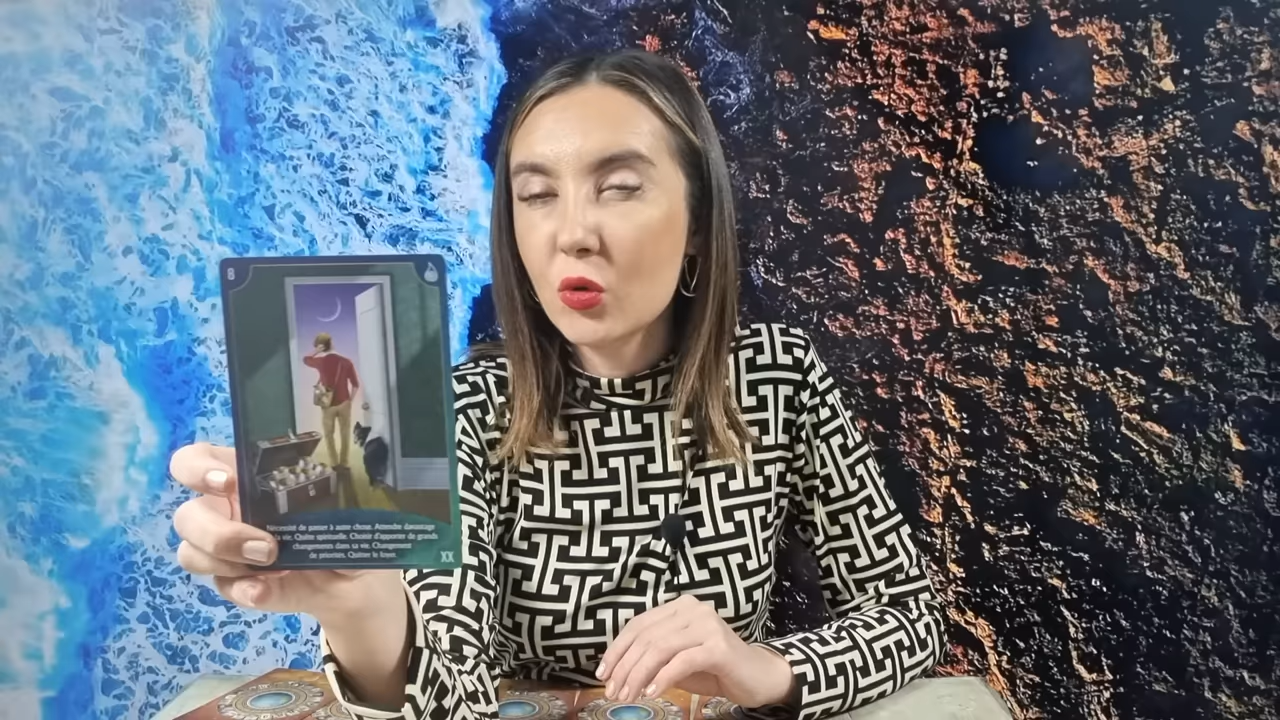 8
Nécessité de passer à autre chose. Attendre davantage
la vie. Quête spirituelle. Choisir d'apporter de grands
changements dans sa vie. Changement
de priorités. Quitter le foyer.
XX